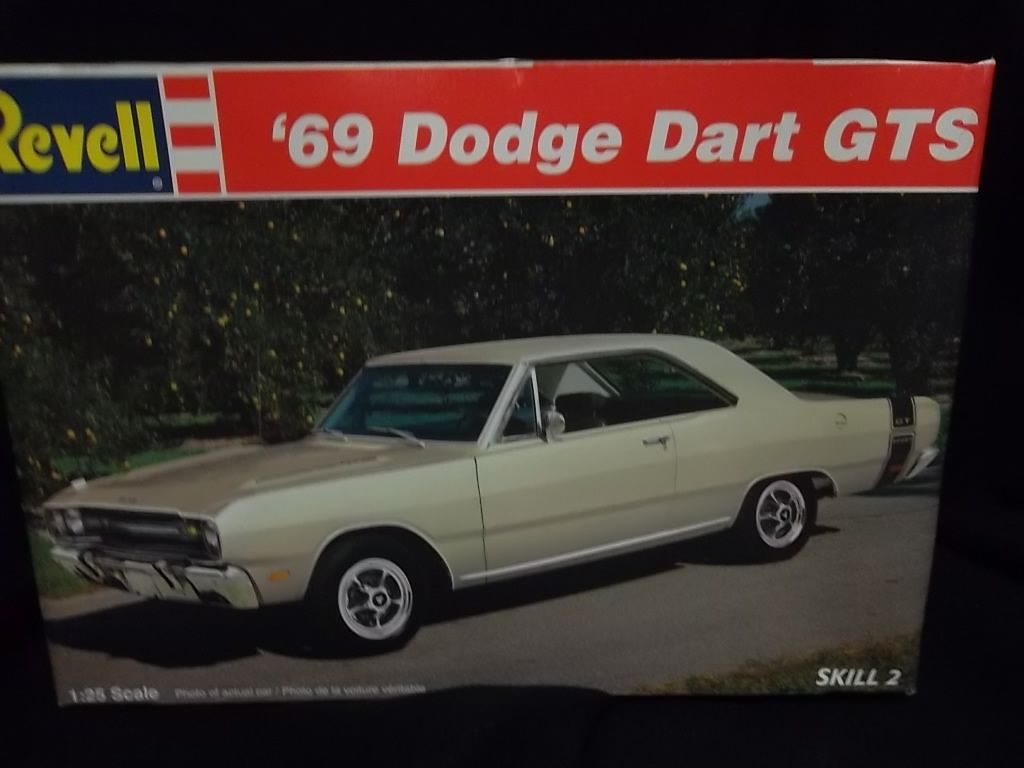 Revell
'69 Dodge Dart GTS
GT
1:25 Scale
Photo of actual car / Photo de la voiture véritable
SKILL 2